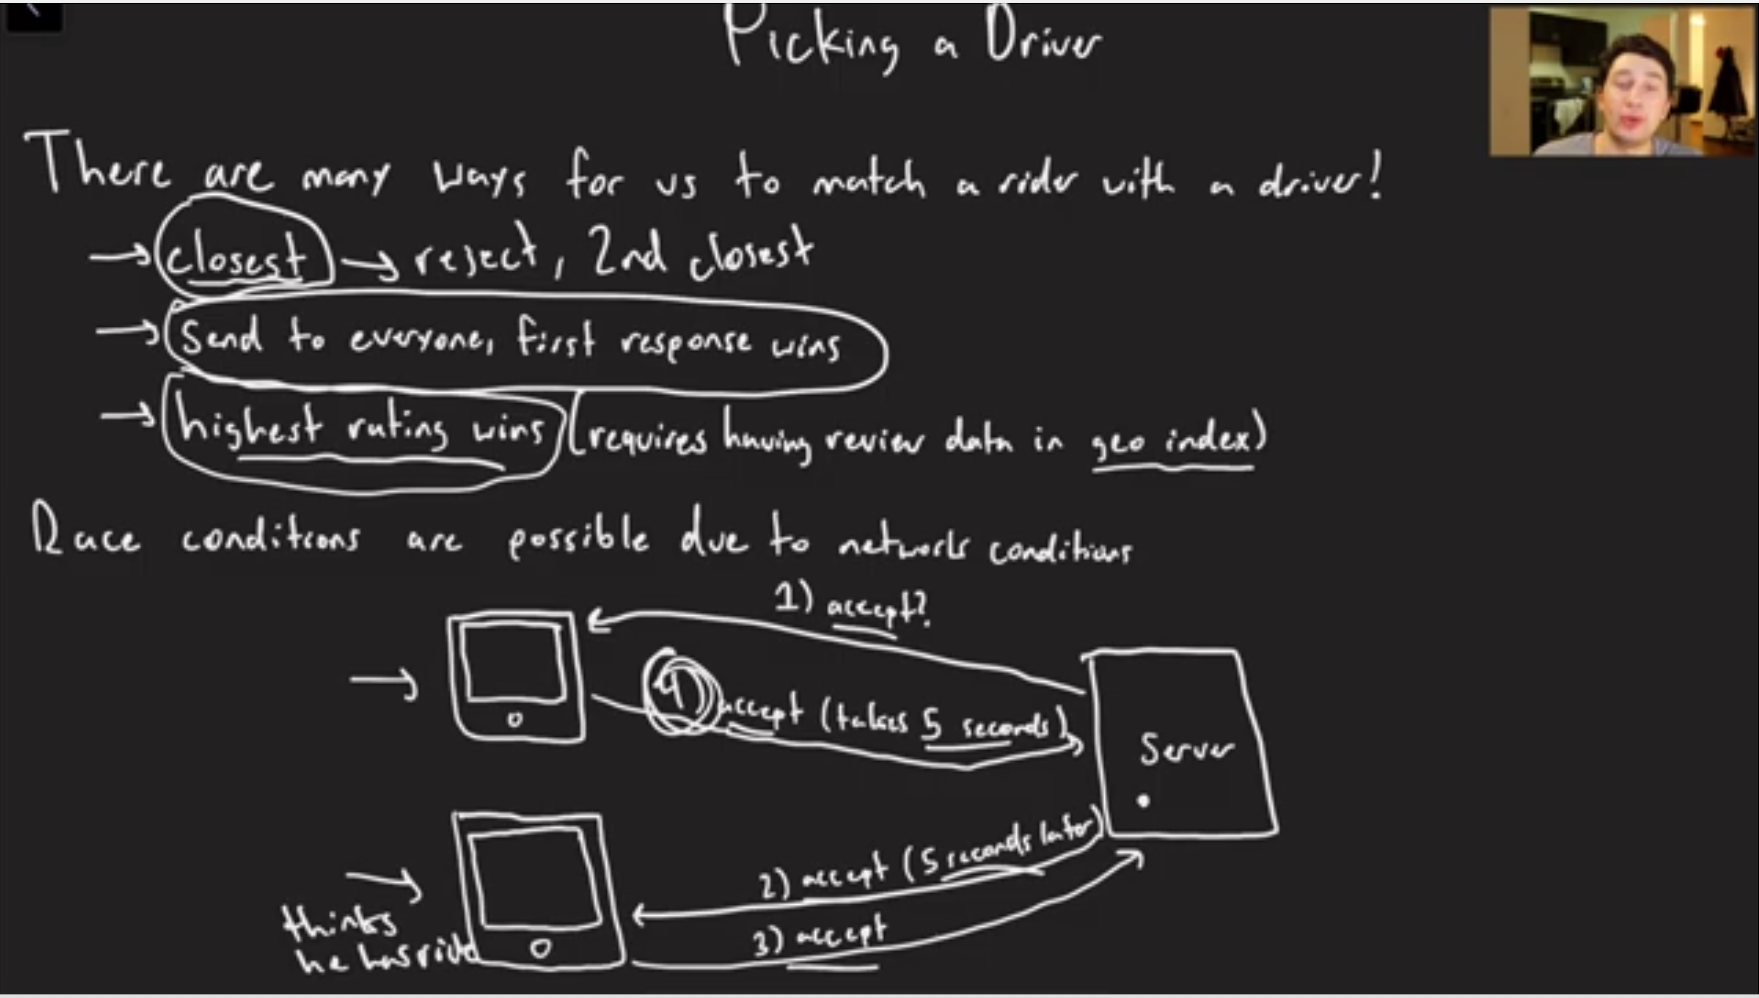 Picking a Driver
There are many ways for us to match a rider with a driver!
→ closest → reject, 2nd closest
→ Send to everyone, first response wins
→ highest rating wins (requires having review data in geo index)
Race conditions are possible due to network conditions
1) accept?
4) accept (takes 5 seconds)
Server
2) accept (5 seconds later)
3) accept
thinks
he has ride